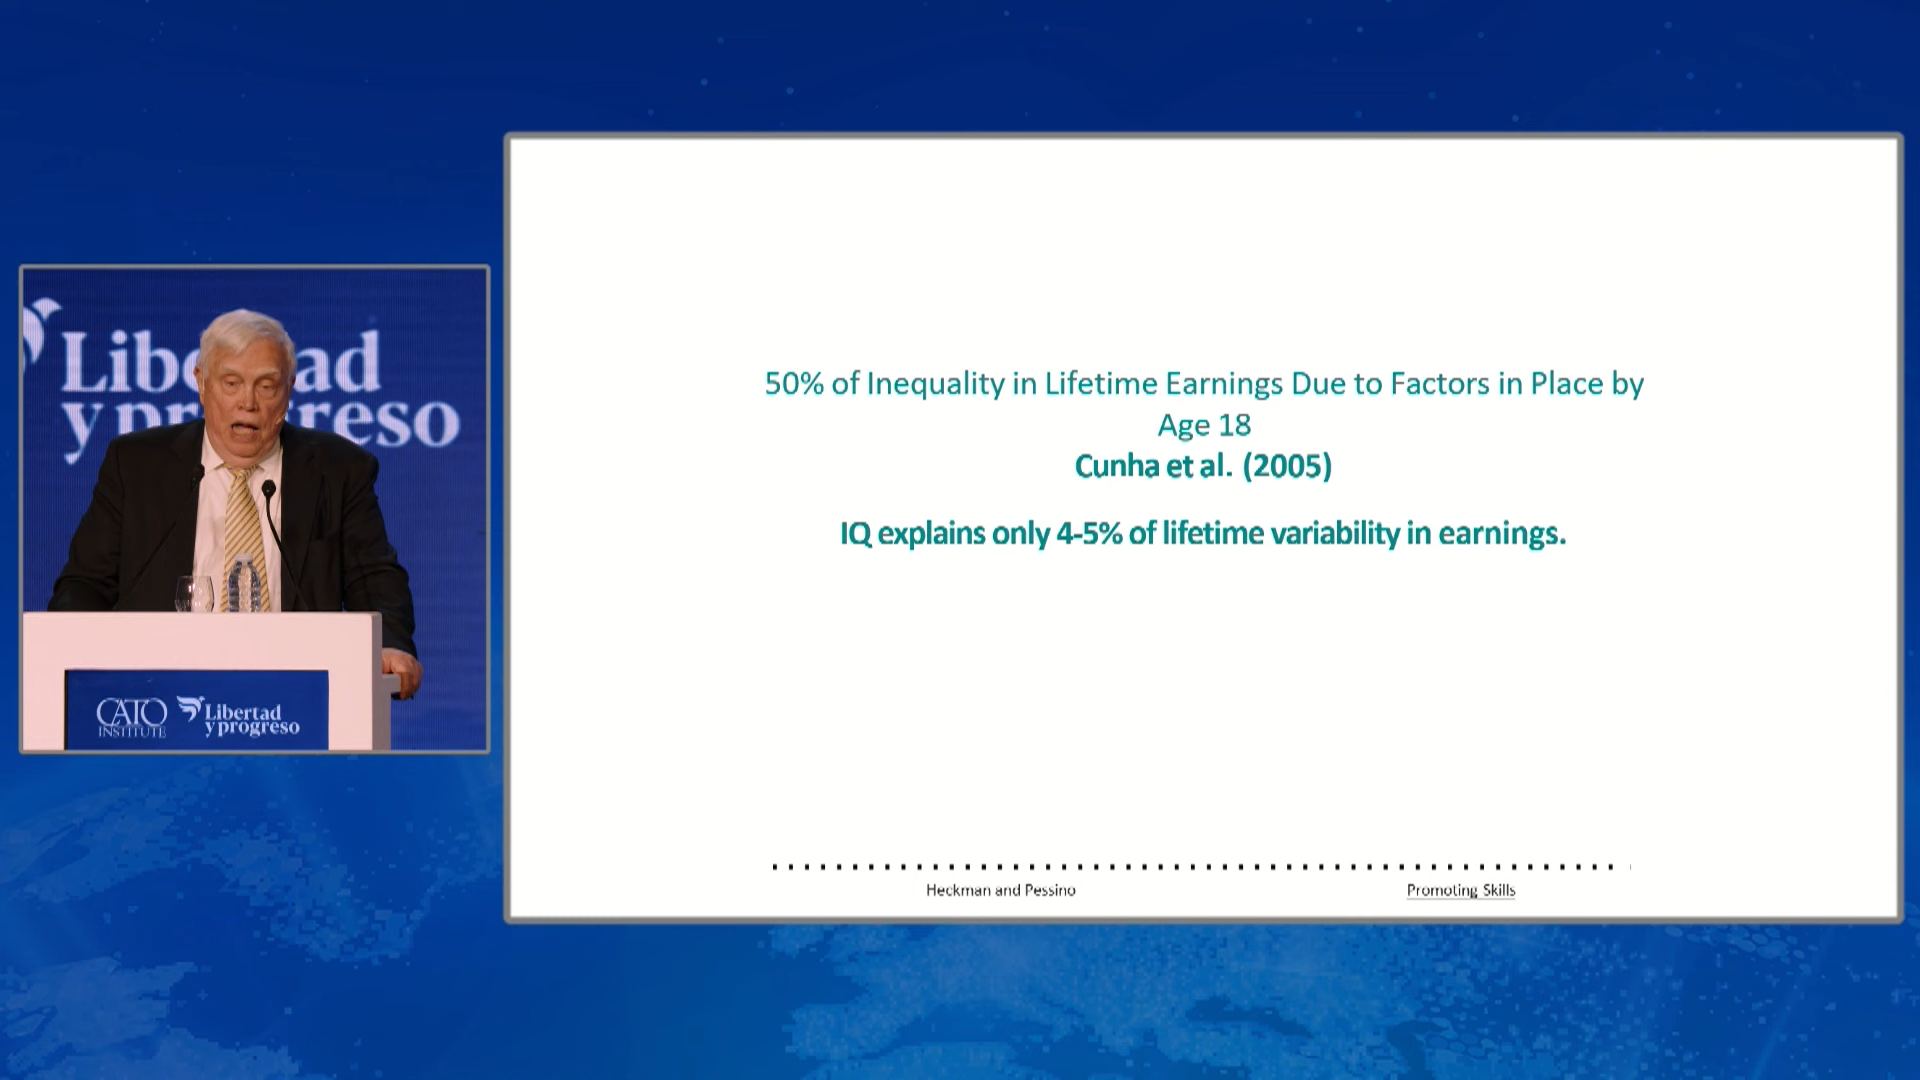 Libertad
y progreso
CATO
INSTITUTE
Libertad
y progreso
50% of Inequality in Lifetime Earnings Due to Factors in Place by
Age 18
Cunha et al. (2005)
IQ explains only 4-5% of lifetime variability in earnings.
Heckman and Pessino
Promoting Skills